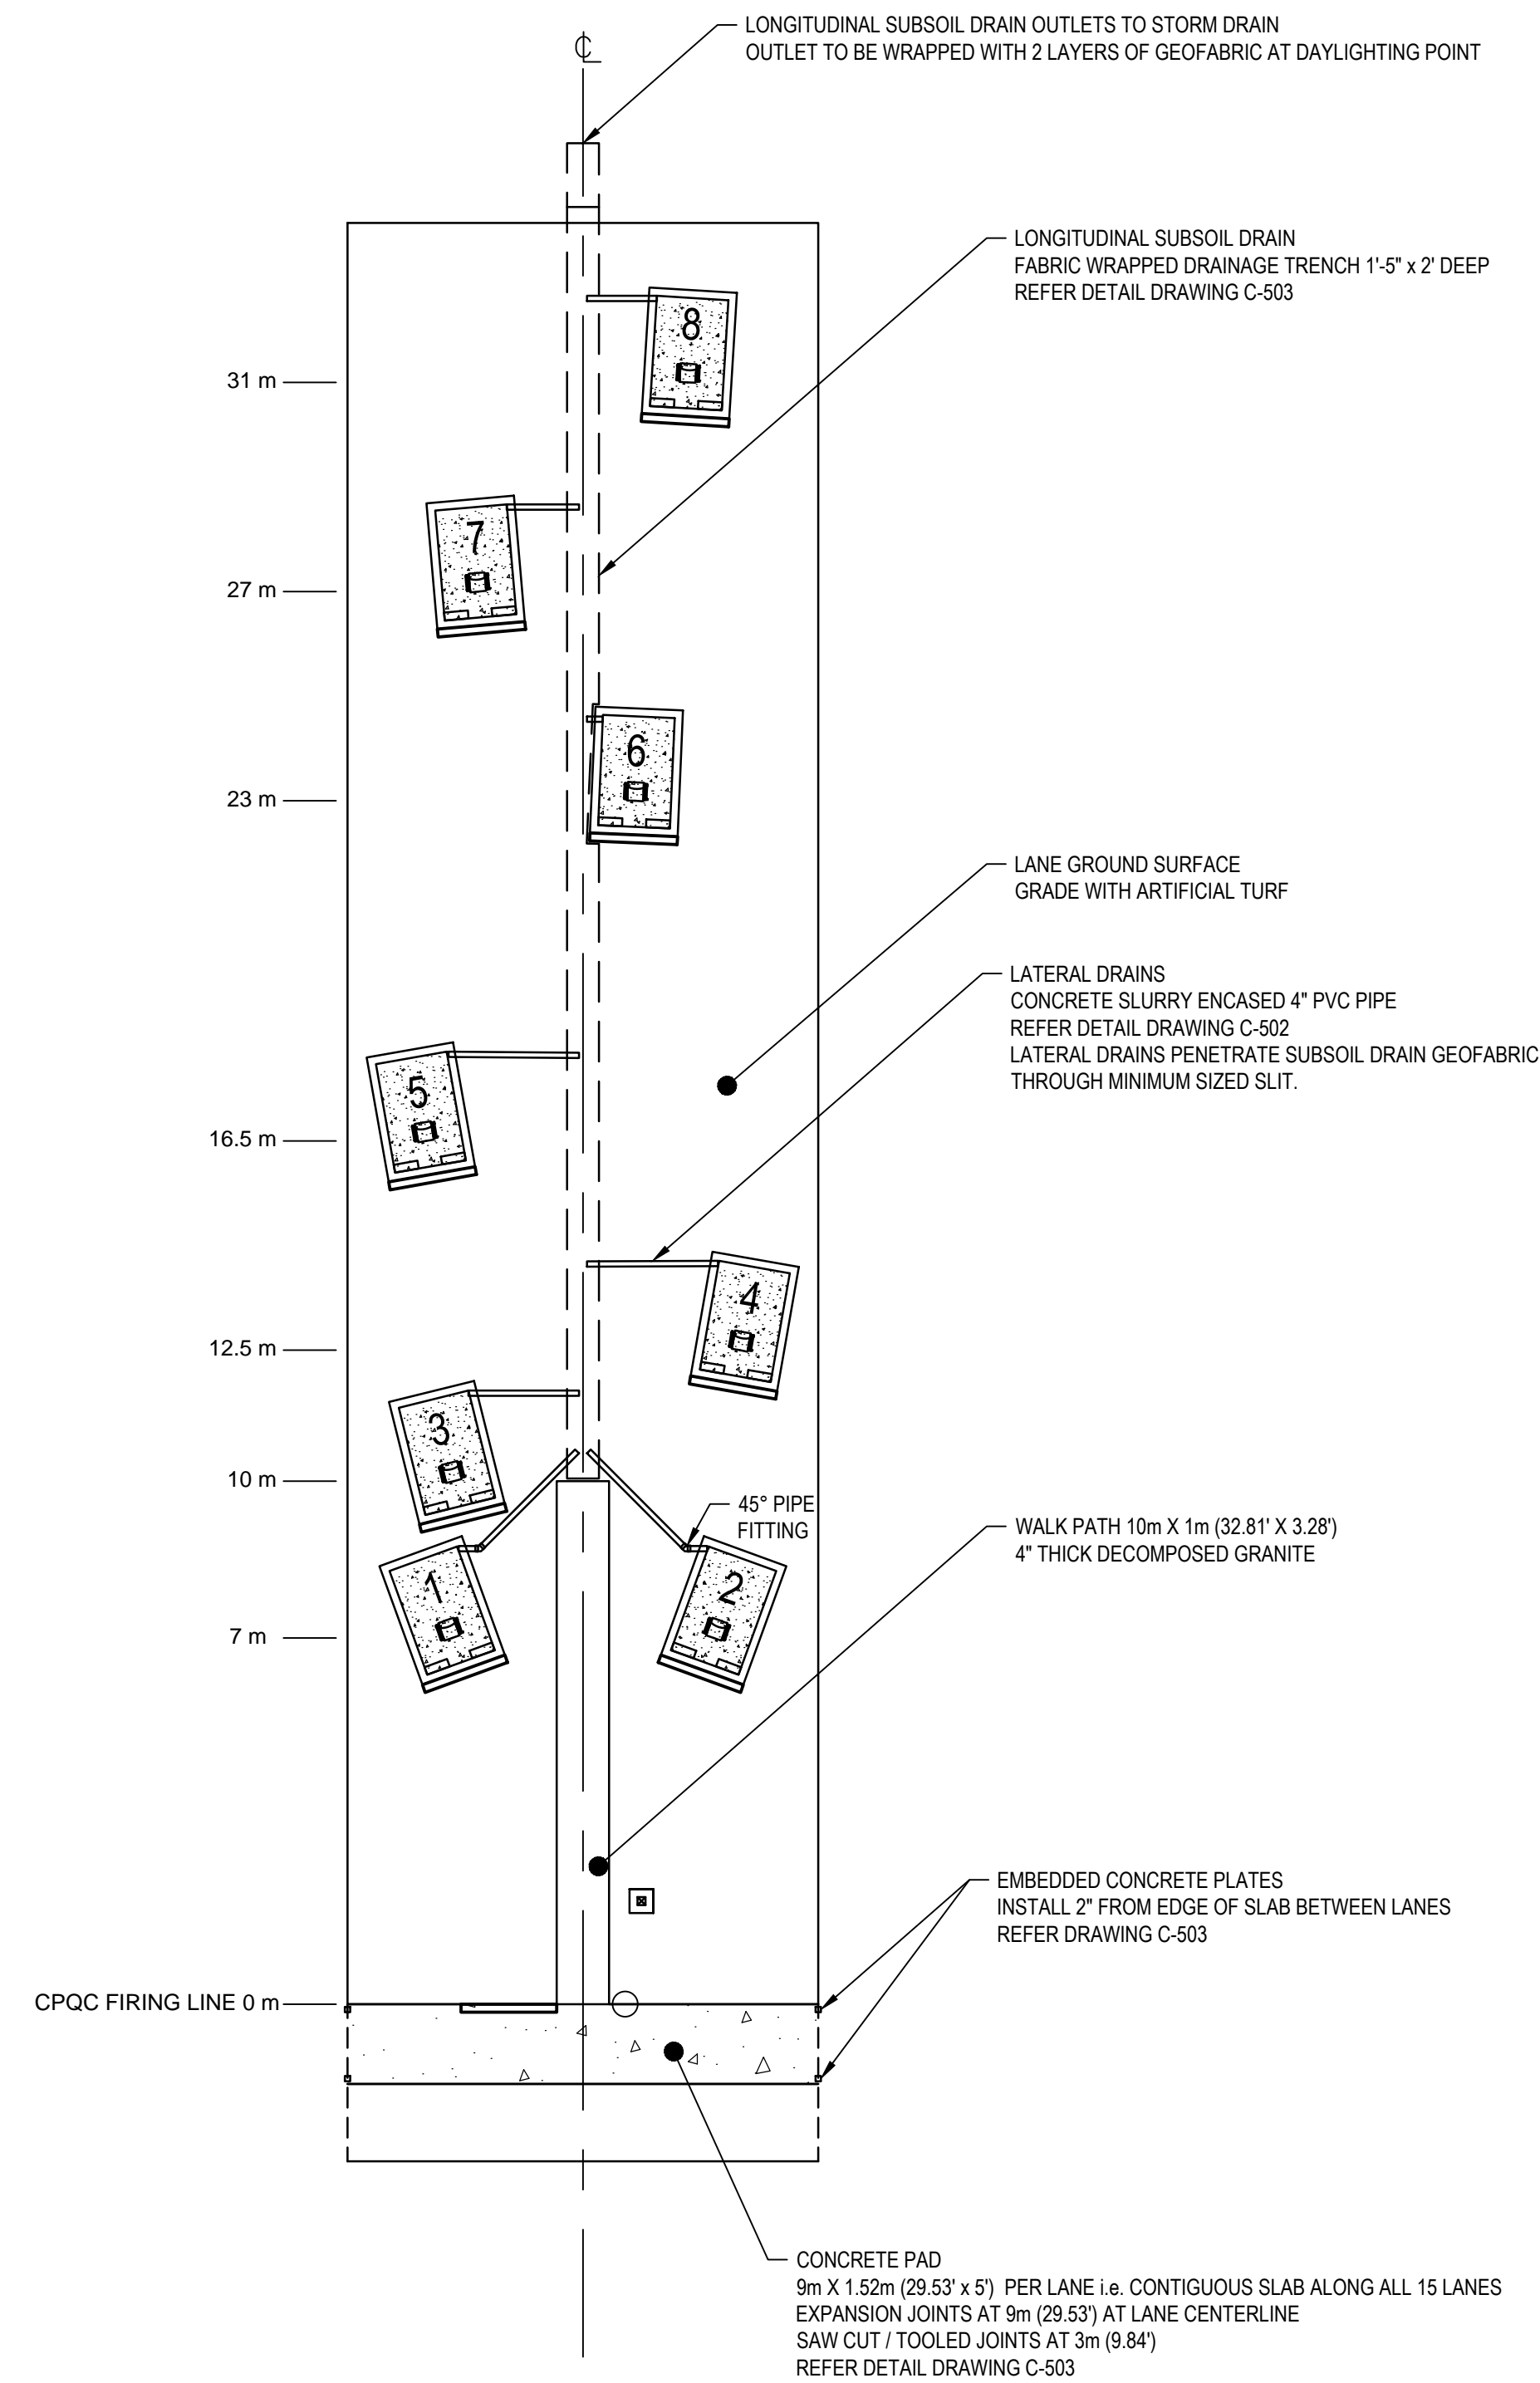 LONGITUDINAL SUBSOIL DRAIN OUTLETS TO STORM DRAIN
OUTLET TO BE WRAPPED WITH 2 LAYERS OF GEOFABRIC AT DAYLIGHTING POINT
℄
LONGITUDINAL SUBSOIL DRAIN
FABRIC WRAPPED DRAINAGE TRENCH 1'-5" x 2' DEEP
REFER DETAIL DRAWING C-503
8
31 m
7
27 m
6
23 m
LANE GROUND SURFACE
GRADE WITH ARTIFICIAL TURF
LATERAL DRAINS
CONCRETE SLURRY ENCASED 4" PVC PIPE
REFER DETAIL DRAWING C-502
LATERAL DRAINS PENETRATE SUBSOIL DRAIN GEOFABRIC
THROUGH MINIMUM SIZED SLIT.
5
16.5 m
4
12.5 m
3
10 m
45° PIPE
FITTING
WALK PATH 10m X 1m (32.81' X 3.28')
4" THICK DECOMPOSED GRANITE
1
2
7 m
EMBEDDED CONCRETE PLATES
INSTALL 2" FROM EDGE OF SLAB BETWEEN LANES
REFER DRAWING C-503
CPQC FIRING LINE 0 m
CONCRETE PAD
9m X 1.52m (29.53' x 5') PER LANE i.e. CONTIGUOUS SLAB ALONG ALL 15 LANES
EXPANSION JOINTS AT 9m (29.53') AT LANE CENTERLINE
SAW CUT / TOOLED JOINTS AT 3m (9.84')
REFER DETAIL DRAWING C-503